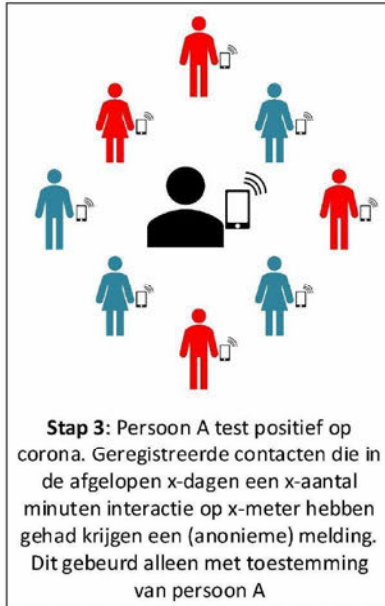 Stap 3: Persoon A test positief op
corona. Geregistreerde contacten die in
de afgelopen x-dagen een x-aantal
minuten interactie op x-meter hebben
gehad krijgen een (anonieme) melding.
Dit gebeurd alleen met toestemming
van persoon A